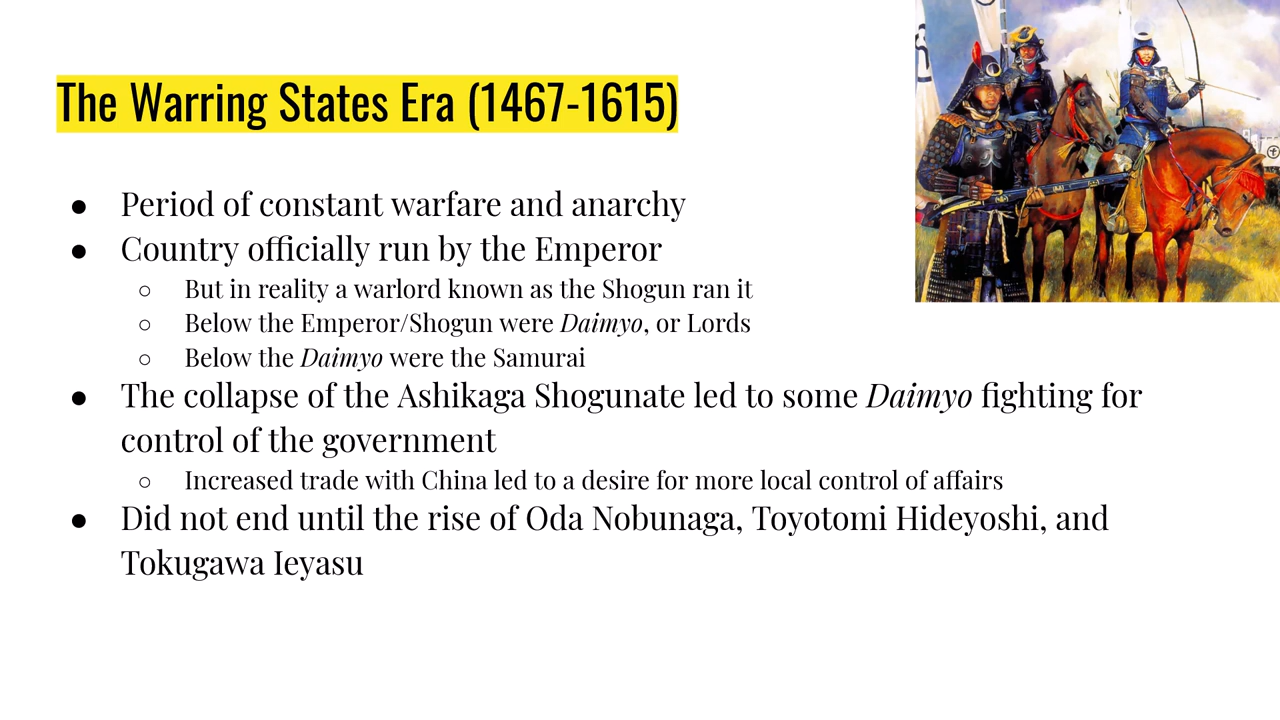 The Warring States Era (1467-1615)
● Period of constant warfare and anarchy
● Country officially run by the Emperor
○ But in reality a warlord known as the Shogun ran it
○ Below the Emperor/Shogun were Daimyo, or Lords
○ Below the Daimyo were the Samurai
● The collapse of the Ashikaga Shogunate led to some Daimyo fighting for
control of the government
○ Increased trade with China led to a desire for more local control of affairs
● Did not end until the rise of Oda Nobunaga, Toyotomi Hideyoshi, and
Tokugawa Ieyasu